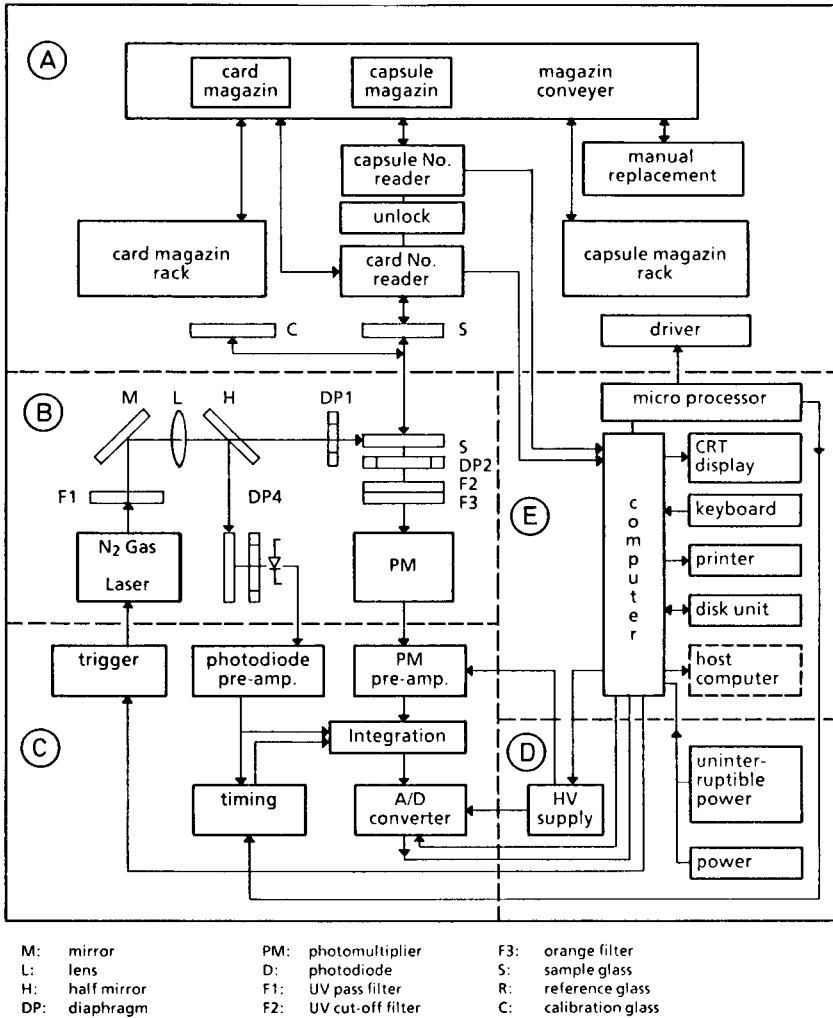 A
card
magazin
capsule
magazin
magazin
conveyer
capsule No.
reader
manual
replacement
unlock
card magazin
rack
card No.
reader
capsule magazin
rack
C
S
driver
B
M
L
H
DP1
micro processor
S
DP2
F2
F3
F1
DP4
E
computer
CRT
display
keyboard
N2 Gas
Laser
PM
printer
disk unit
trigger
photodiode
pre-amp.
PM
pre-amp.
host
computer
C
Integration
D
timing
A/D
converter
HV
supply
uninter-
ruptible
power
power
M: mirror
L: lens
H: half mirror
DP: diaphragm
PM: photomultiplier
D: photodiode
F1: UV pass filter
F2: UV cut-off filter
F3: orange filter
S: sample glass
R: reference glass
C: calibration glass